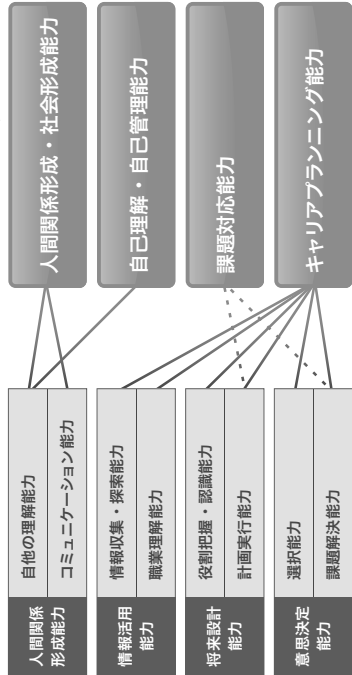 人間関係形成・社会形成能力
自己理解・自己管理能力
課題対応能力
キャリアプランニング能力
人間関係
形成能力
自他の理解能力
コミュニケーション能力
情報活用
能力
情報収集・探索能力
職業理解能力
将来設計
能力
役割把握・認識能力
計画実行能力
意思決定
能力
選択能力
課題解決能力